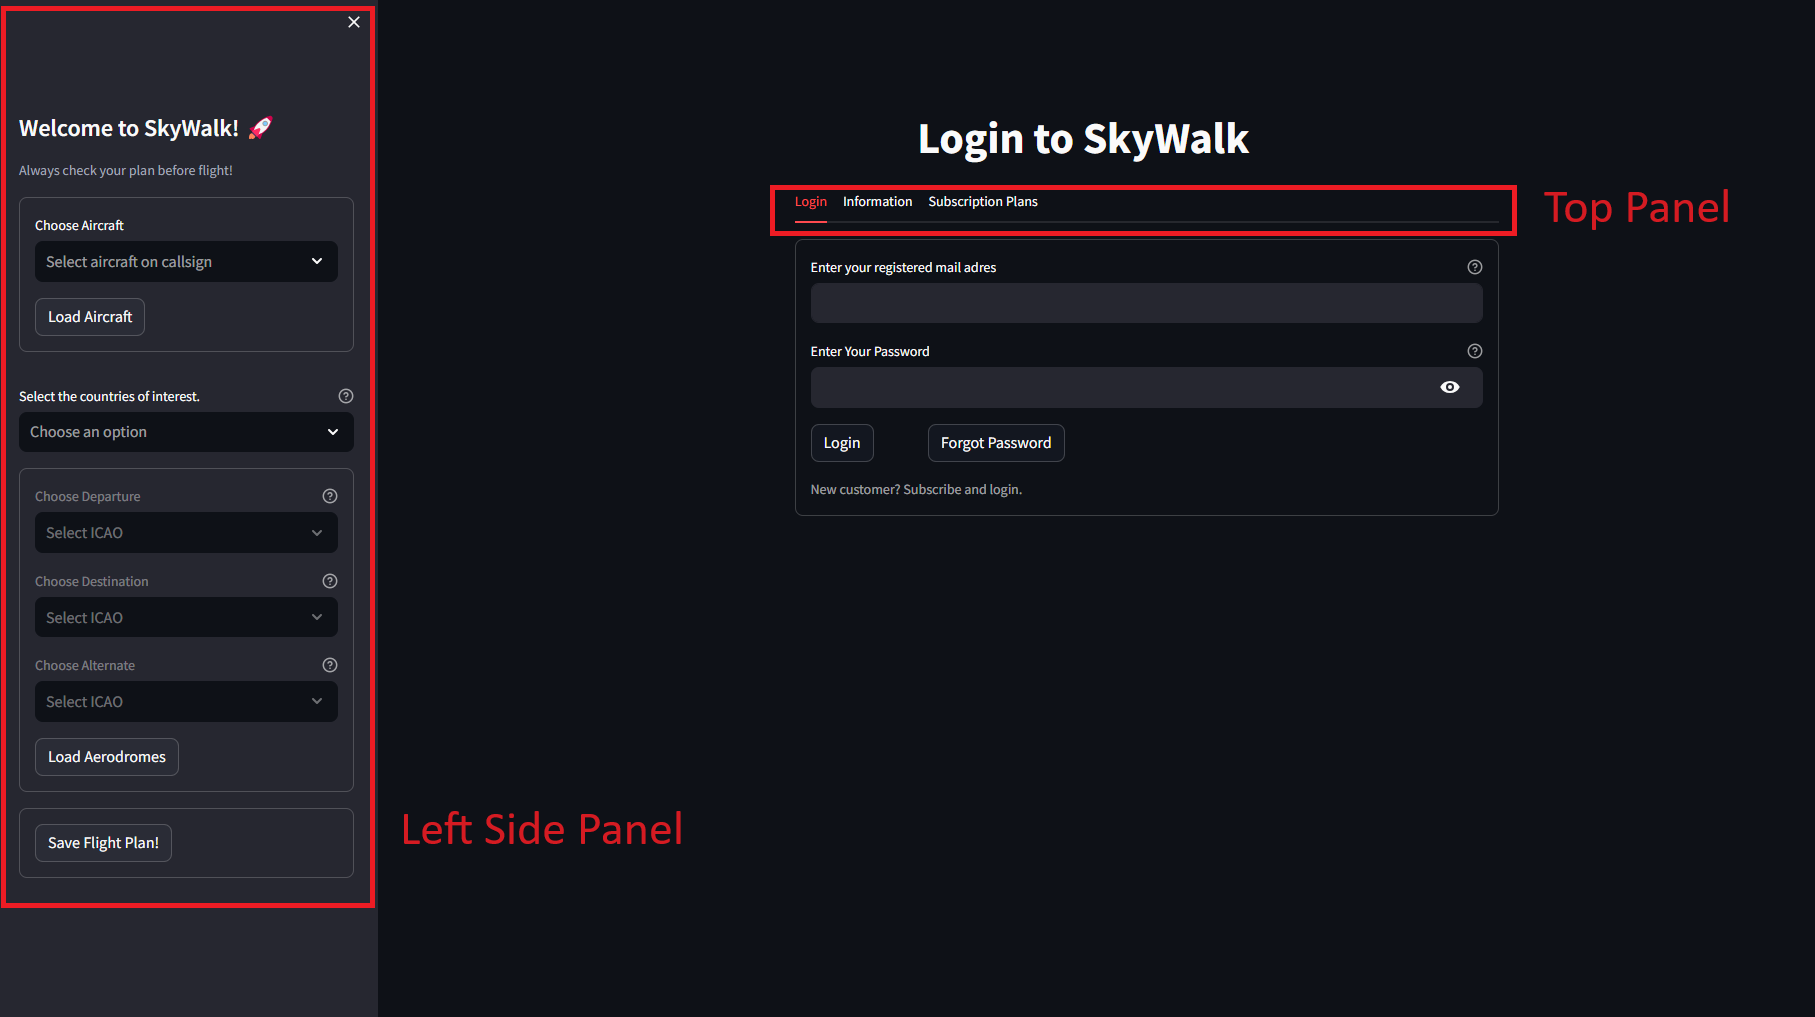 Welcome to SkyWalk! 🚀
Always check your plan before flight!
Choose Aircraft
Select aircraft on callsign
Load Aircraft
Select the countries of interest.
Choose an option
Choose Departure
Select ICAO
Choose Destination
Select ICAO
Choose Alternate
Select ICAO
Load Aerodromes
Save Flight Plan!
Left Side Panel
Login to SkyWalk
Login Information Subscription Plans
Top Panel
Enter your registered mail adres
Enter Your Password
Login Forgot Password
New customer? Subscribe and login.